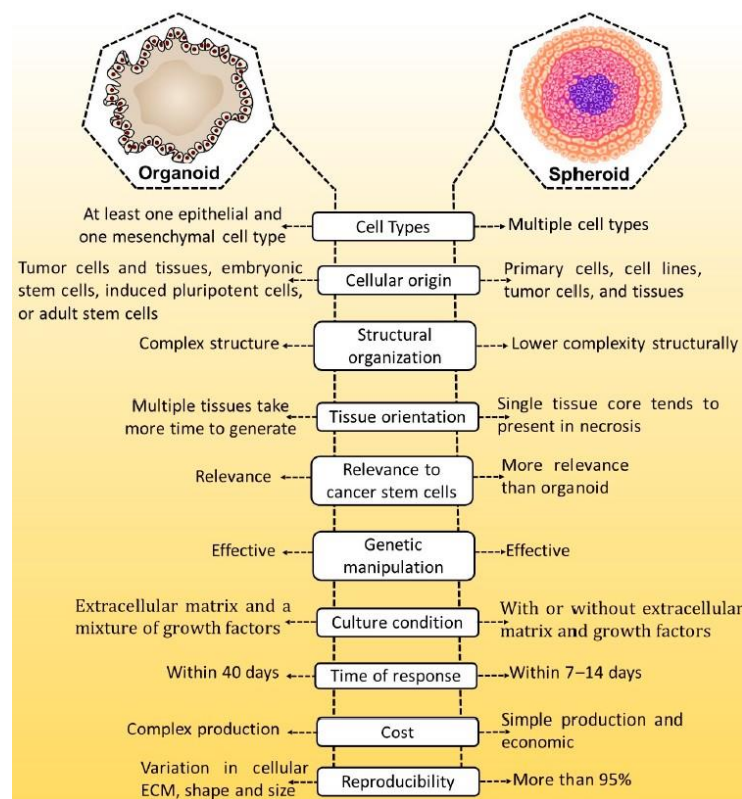 Organoid
Spheroid
At least one epithelial and
one mesenchymal cell type
Cell Types
Multiple cell types
Tumor cells and tissues, embryonic
stem cells, induced pluripotent cells,
or adult stem cells
Cellular origin
Primary cells, cell lines,
tumor cells, and tissues
Complex structure
Structural
organization
Lower complexity structurally
Multiple tissues take
more time to generate
Tissue orientation
Single tissue core tends to
present in necrosis
Relevance
Relevance to
cancer stem cells
More relevance
than organoid
Effective
Genetic
manipulation
Effective
Extracellular matrix and a
mixture of growth factors
Culture condition
With or without extracellular
matrix and growth factors
Within 40 days
Time of response
Within 7–14 days
Complex production
Cost
Simple production and
economic
Variation in cellular
ECM, shape and size
Reproducibility
More than 95%